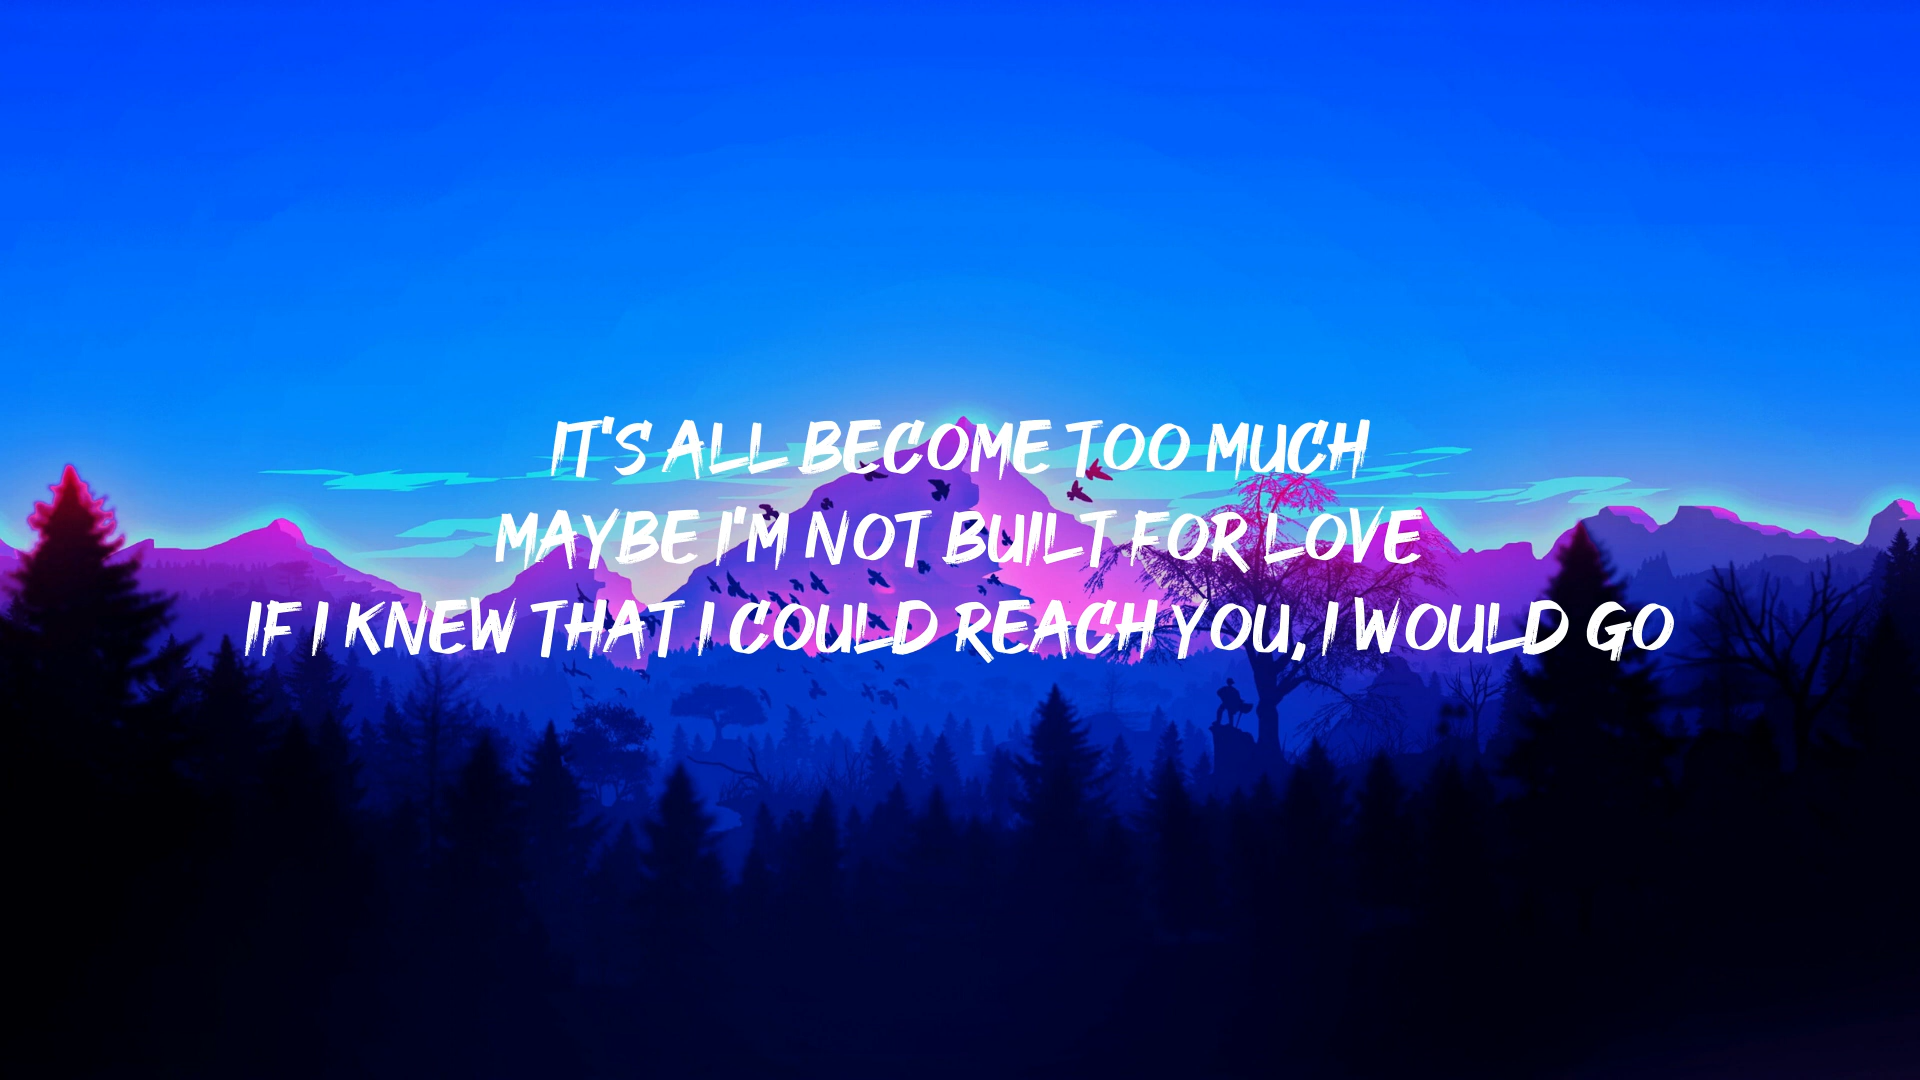 IT'S ALL BECOME TOO MUCH
MAYBE I'M NOT BUILT FOR LOVE
IF I KNEW THAT I COULD REACH YOU, I WOULD GO